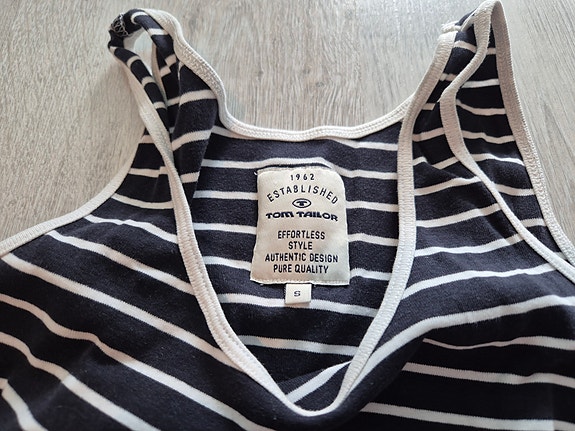 1962
ESTABLISHED
TOM TAILOR
EFFORTLESS
STYLE
AUTHENTIC DESIGN
PURE QUALITY
S